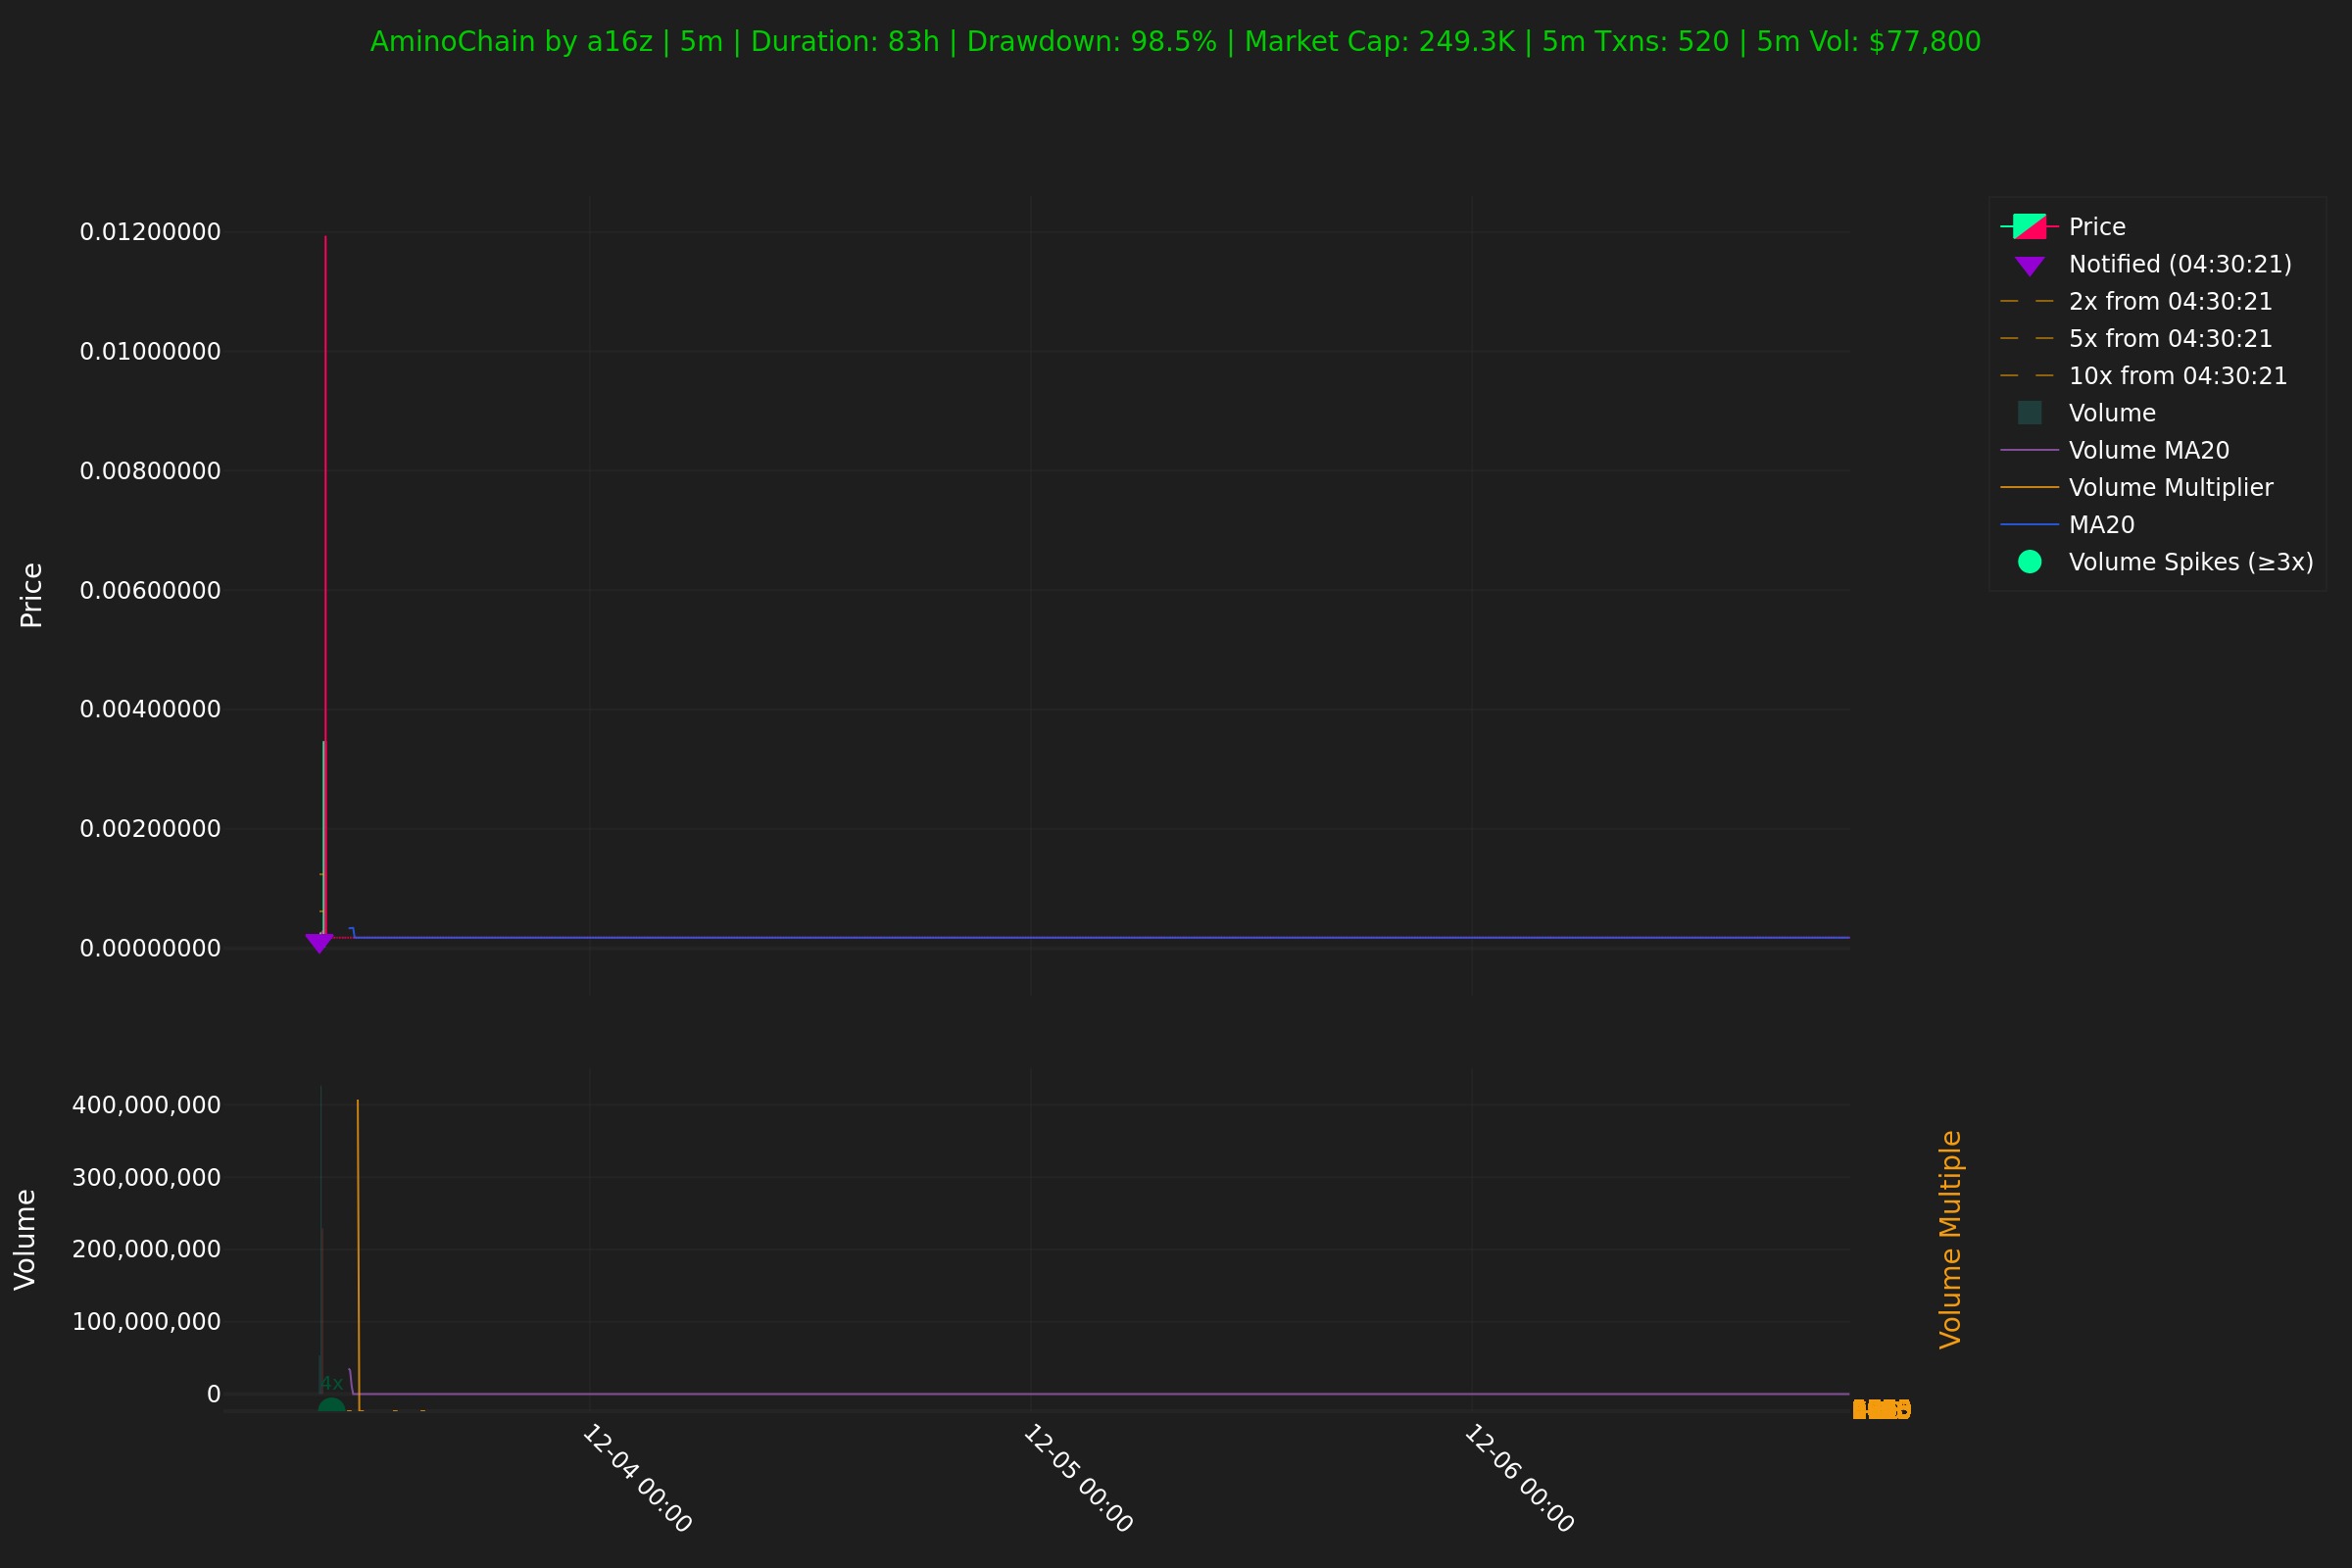 AminoChain by a16z | 5m | Duration: 83h | Drawdown: 98.5% | Market Cap: 249.3K | 5m Txns: 520 | 5m Vol: $77,800
Price
0.01200000
0.01000000
0.00800000
0.00600000
0.00400000
0.00200000
0.00000000
Price
Notified (04:30:21)
2x from 04:30:21
5x from 04:30:21
10x from 04:30:21
Volume
Volume MA20
Volume Multiplier
MA20
Volume Spikes (≥3x)
Volume
400,000,000
300,000,000
200,000,000
100,000,000
0
4x
Volume Multiple
12-04 00:00
12-05 00:00
12-06 00:00